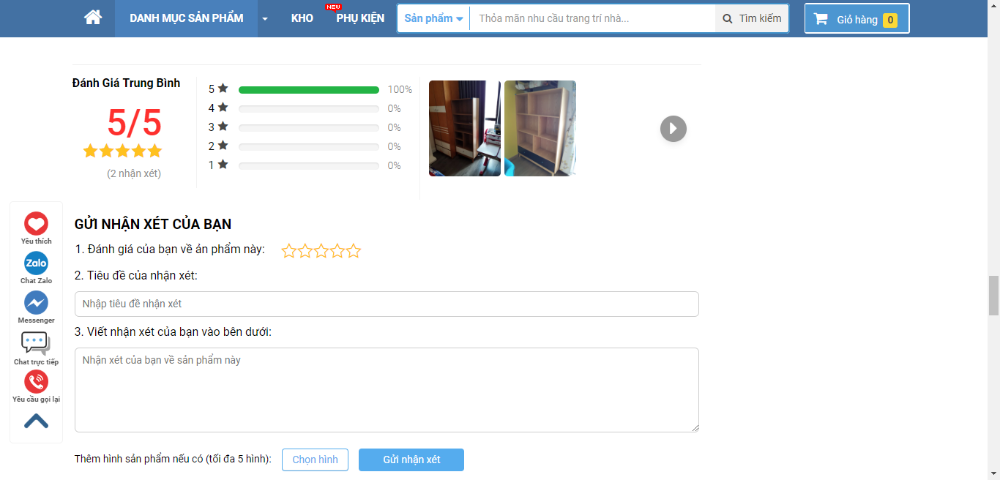 DANH MỤC SẢN PHẨM
KHO
NEW
PHỤ KIỆN
Sản phẩm
Thỏa mãn nhu cầu trang trí nhà...
Tìm kiếm
Giỏ hàng 0
Đánh Giá Trung Bình
5/5
(2 nhận xét)
5 100%
4 0%
3 0%
2 0%
1 0%
Yêu thích
Zalo
Chat Zalo
Messenger
Chat trực tiếp
Yêu cầu gọi lại
GỬI NHẬN XÉT CỦA BẠN
1. Đánh giá của bạn về ản phẩm này:
2. Tiêu đề của nhận xét:
Nhập tiêu đề nhận xét
3. Viết nhận xét của bạn vào bên dưới:
Nhận xét của bạn về sản phẩm này
Thêm hình sản phẩm nếu có (tối đa 5 hình):
Chọn hình
Gửi nhận xét